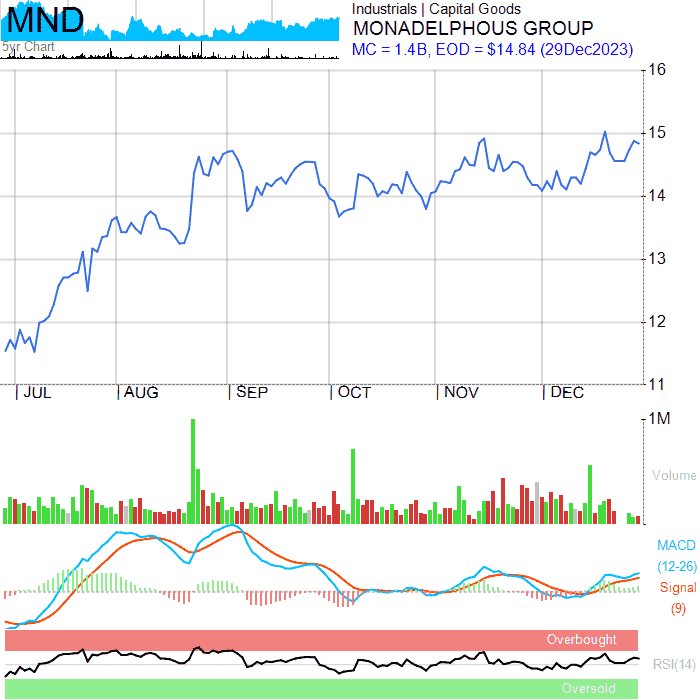 MND
5yr Chart
Industrials | Capital Goods
MONADELPHOUS GROUP
MC = 1.4B, EOD = $14.84 (29Dec2023)
16
15
14
13
12
11
JUL
AUG
SEP
OCT
NOV
DEC
1M
Volume
MACD
(12-26)
Signal
(9)
Overbought
RSI(14)
Oversold